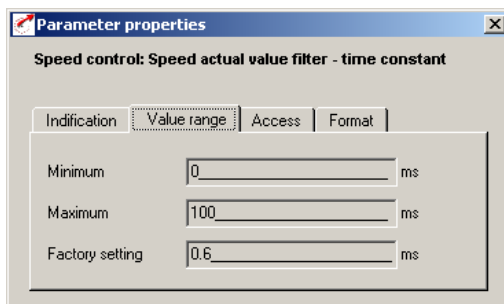 Parameter properties
Speed control: Speed actual value filter - time constant
Indification Value range Access Format
Minimum 0 ms
Maximum 100 ms
Factory setting 0.6 ms